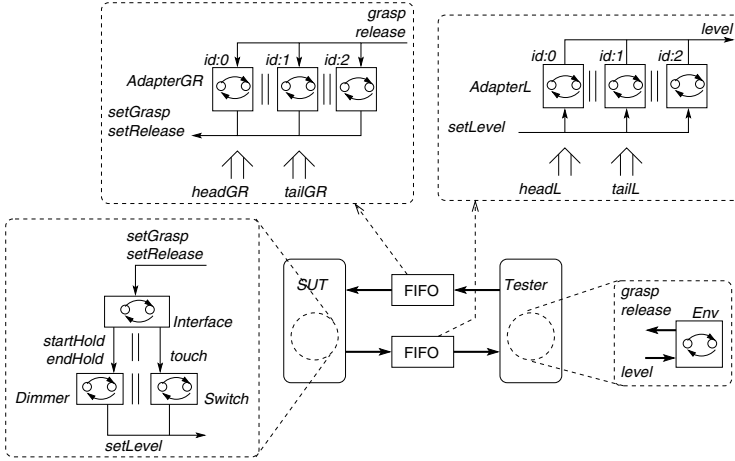 grasp
release
id:0 id:1 id:2
AdapterGR
setGrasp
setRelease
headGR tailGR
level
id:0 id:1 id:2
AdapterL
setLevel
headL tailL
setGrasp
setRelease
Interface
startHold
endHold
touch
Dimmer
Switch
setLevel
SUT
FIFO
Tester
FIFO
grasp
release
Env
level